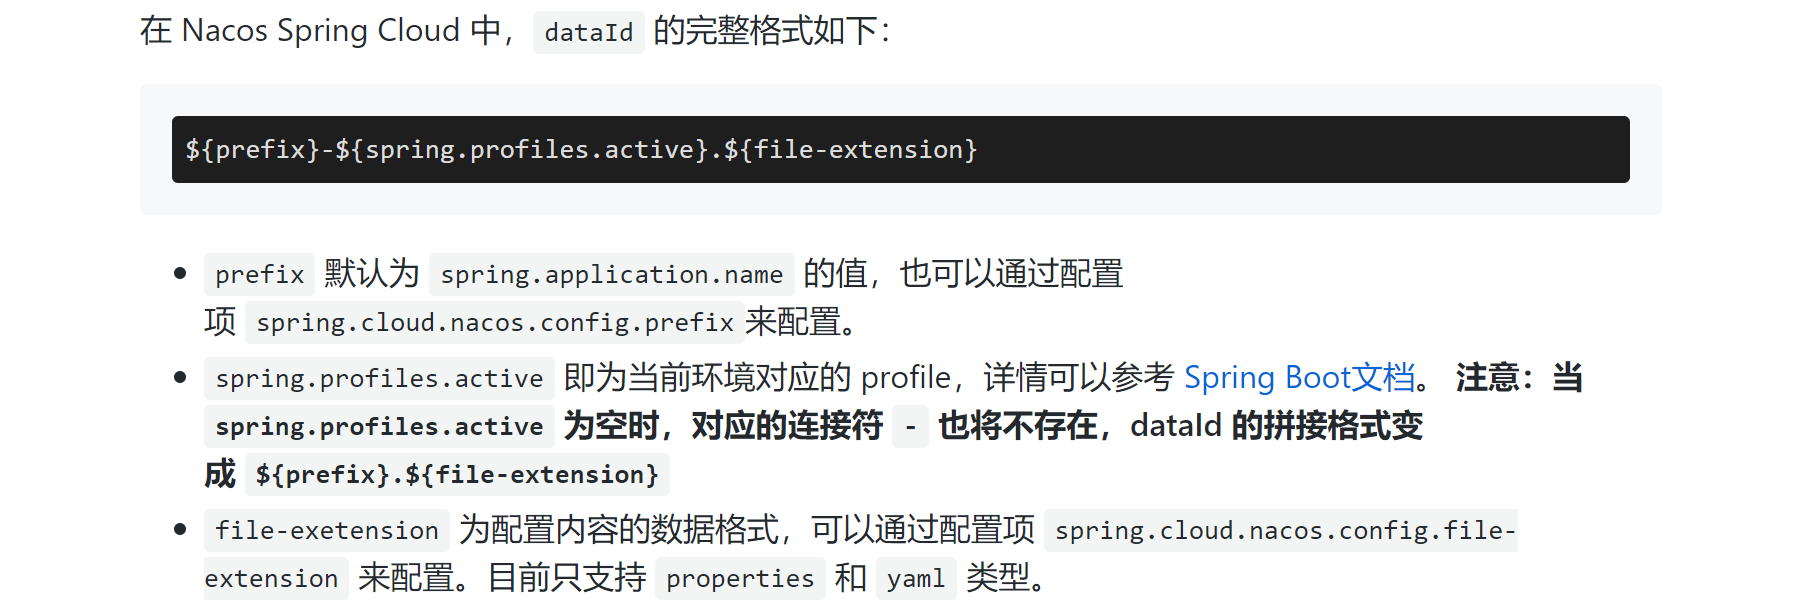 在 Nacos Spring Cloud 中，dataId 的完整格式如下：
${prefix}-${spring.profiles.active}.${file-extension}
prefix 默认为 spring.application.name 的值，也可以通过配置
项 spring.cloud.nacos.config.prefix来配置。
spring.profiles.active 即为当前环境对应的 profile，详情可以参考 Spring Boot文档。 注意：当
spring.profiles.active 为空时，对应的连接符 - 也将不存在，dataId 的拼接格式变
成 ${prefix}.${file-extension}
file-exetension 为配置内容的数据格式，可以通过配置项 spring.cloud.nacos.config.file-
extension 来配置。目前只支持 properties 和 yaml 类型。